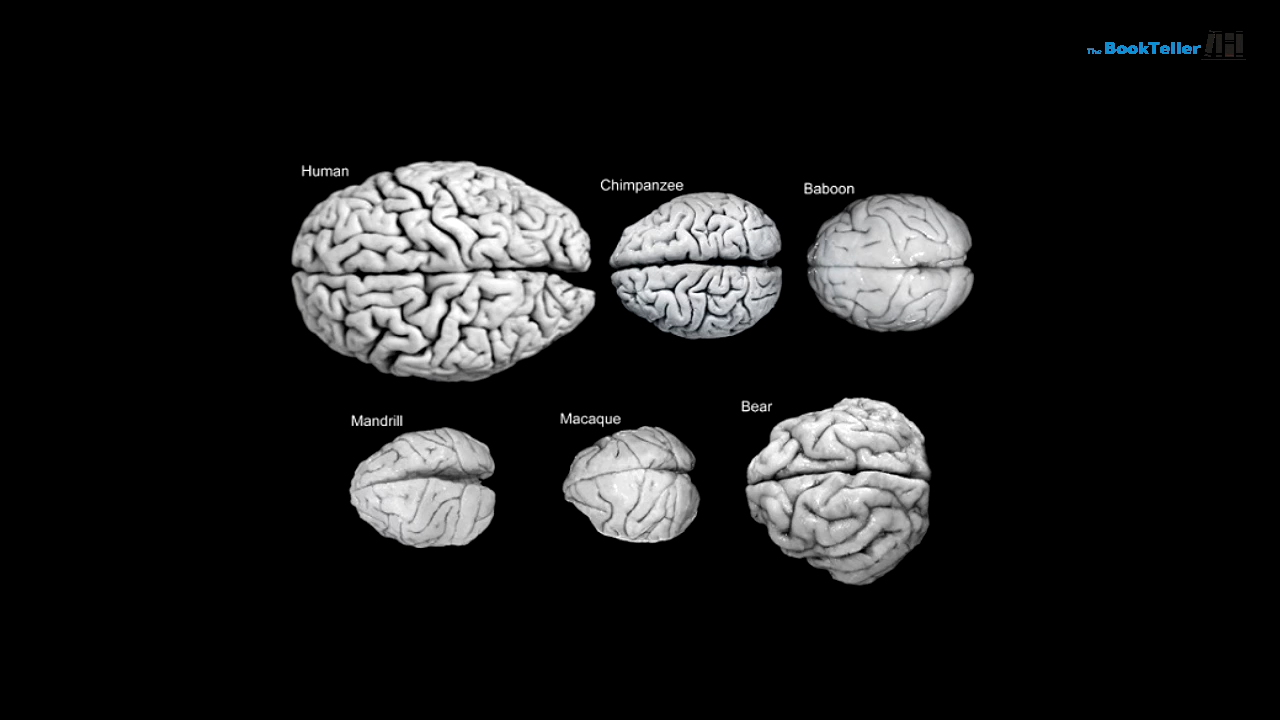 The BookTeller
Human
Chimpanzee
Baboon
Mandrill
Macaque
Bear